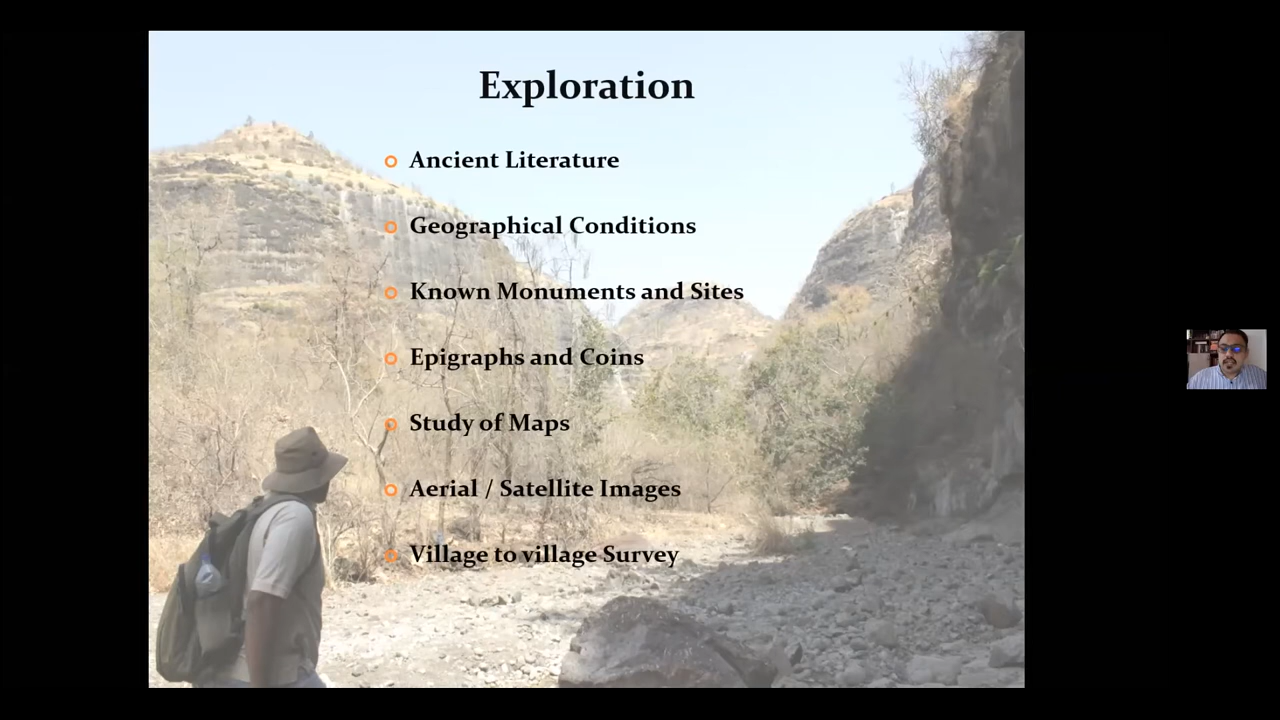 Exploration
Ancient Literature
Geographical Conditions
Known Monuments and Sites
Epigraphs and Coins
Study of Maps
Aerial / Satellite Images
Village to village Survey